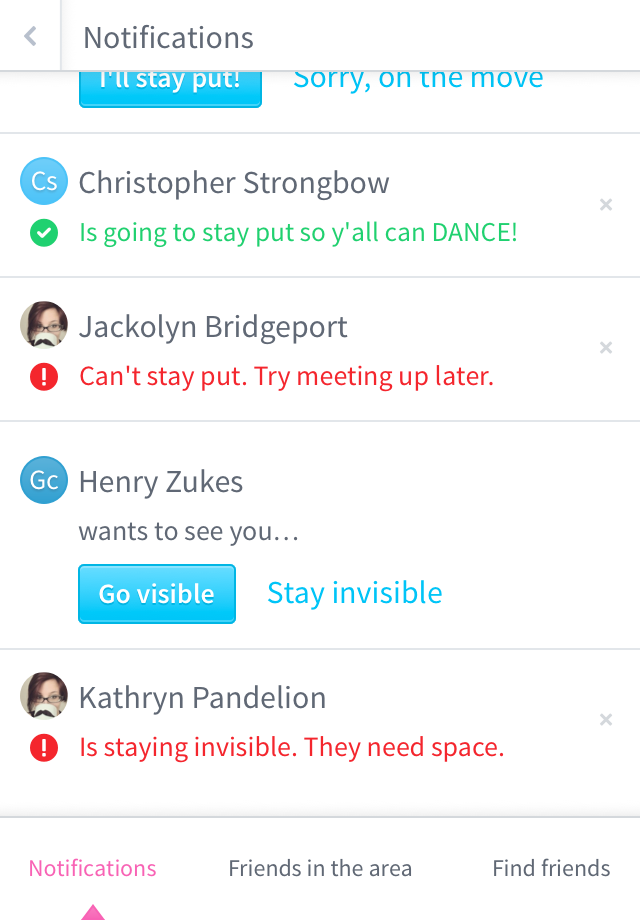 Notifications
I'll stay put! Sorry, on the move
Cs Christopher Strongbow
Is going to stay put so y'all can DANCE!
Jackolyn Bridgeport
Can't stay put. Try meeting up later.
Gc Henry Zukes
wants to see you…
Go visible Stay invisible
Kathryn Pandelion
Is staying invisible. They need space.
Notifications Friends in the area Find friends